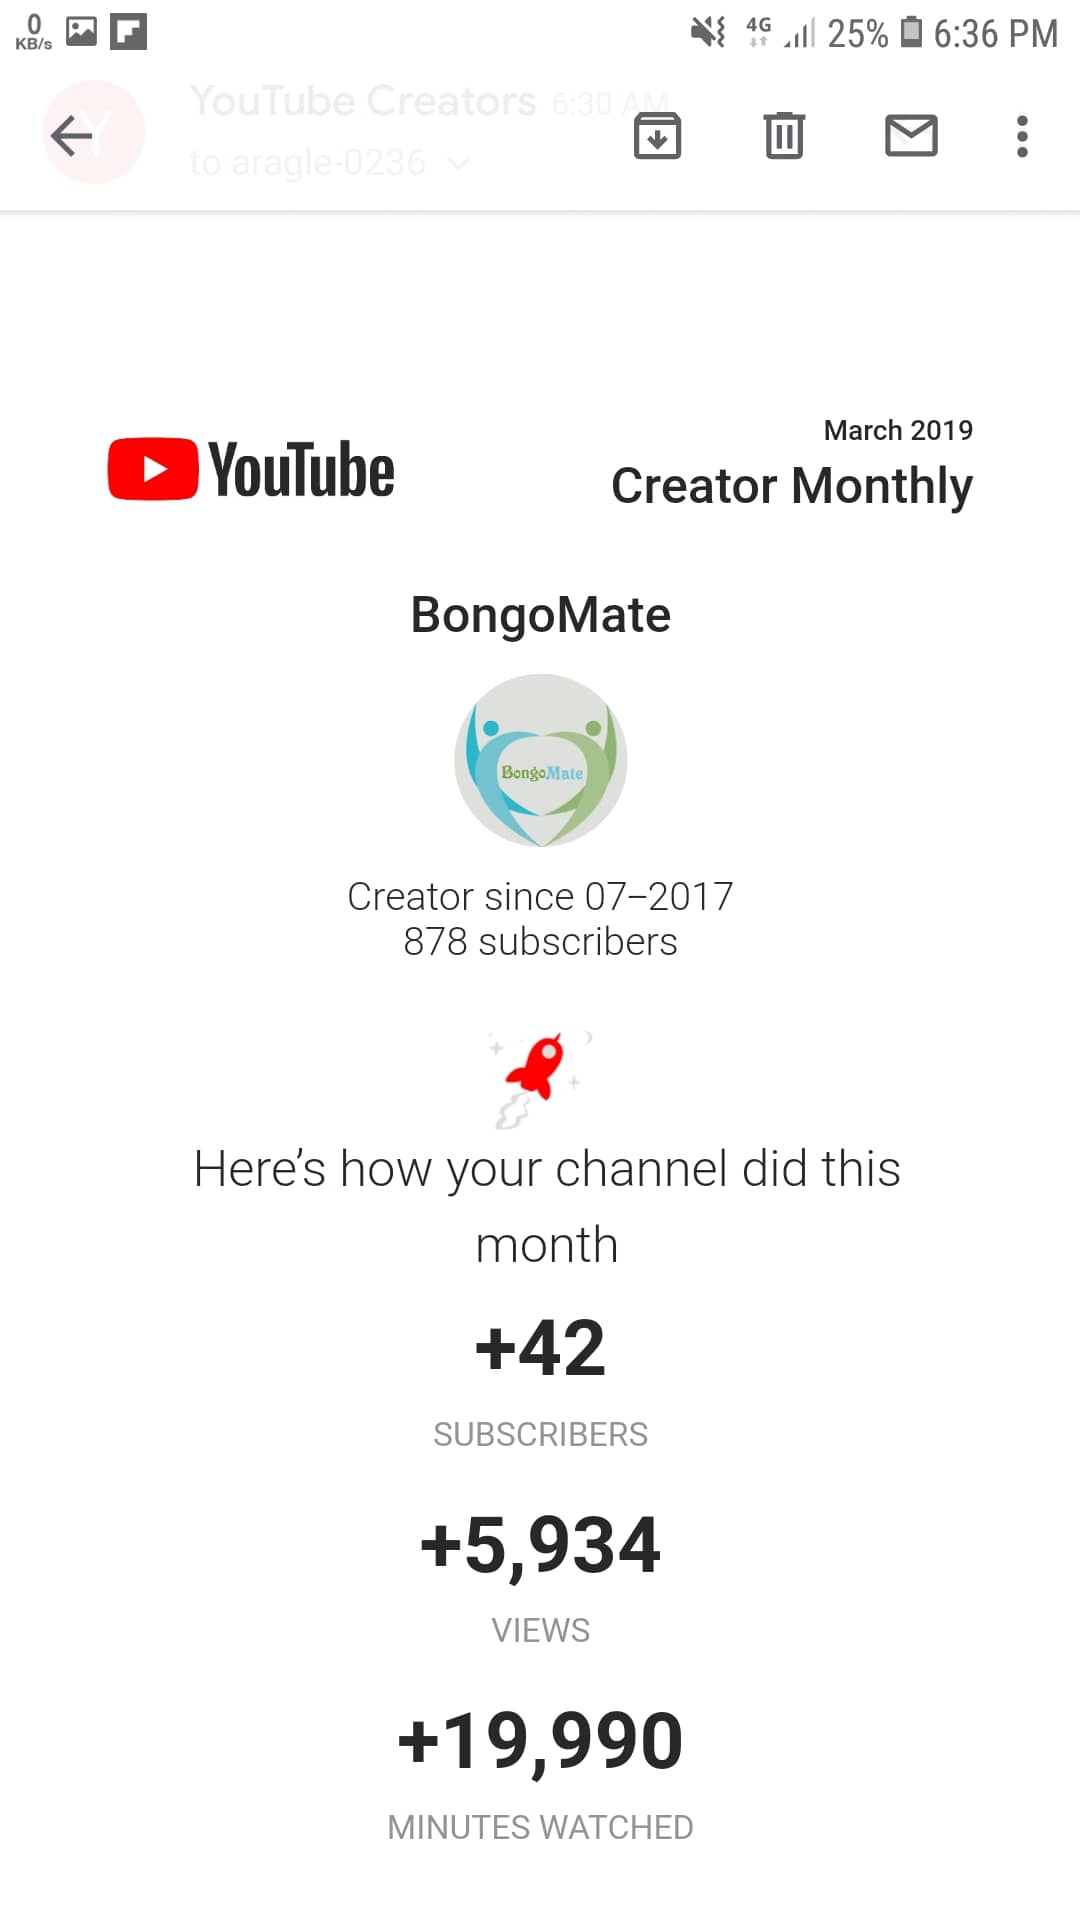 0
KB/s
4G
25%
6:36 PM
YouTube Creators 6:30 AM
Y
to aragle-0236
YouTube
March 2019
Creator Monthly
BongoMate
BongoMate
Creator since 07–2017
878 subscribers
Here’s how your channel did this
month
+42
SUBSCRIBERS
+5,934
VIEWS
+19,990
MINUTES WATCHED